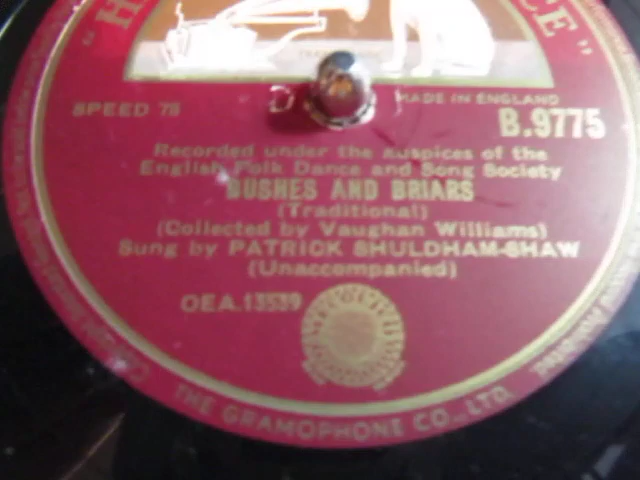 "H CE"
SPEED 78
MADE IN ENGLAND
B.9775
Recorded under the auspices of the
English Folk Dance and Song Society
BUSHES AND BRIARS
(Traditional)
(Collected by Vaughan Williams)
Sung by PATRICK SHULDHAM-SHAW
(Unaccompanied)
OEA.13539
THE GRAMOPHONE CO., LTD.